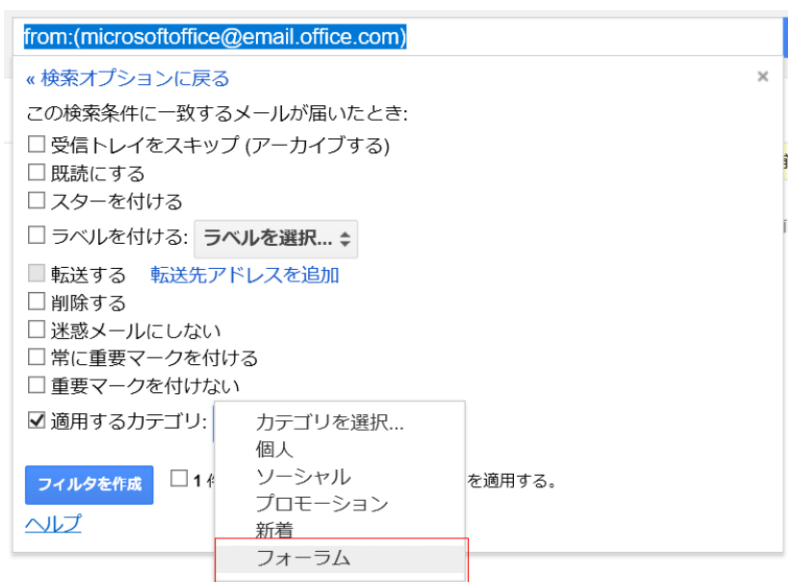 from:(microsoftoffice@email.office.com)
« 検索オプションに戻る ×
この検索条件に一致するメールが届いたとき:
受信トレイをスキップ (アーカイブする)
既読にする
スターを付ける
ラベルを付ける: ラベルを選択...
転送する 転送先アドレスを追加
削除する
迷惑メールにしない
常に重要マークを付ける
重要マークを付けない
適用するカテゴリ:
カテゴリを選択...
個人
ソーシャル
プロモーション
新着
フォーラム
フィルタを作成 1 を適用する。
ヘルプ